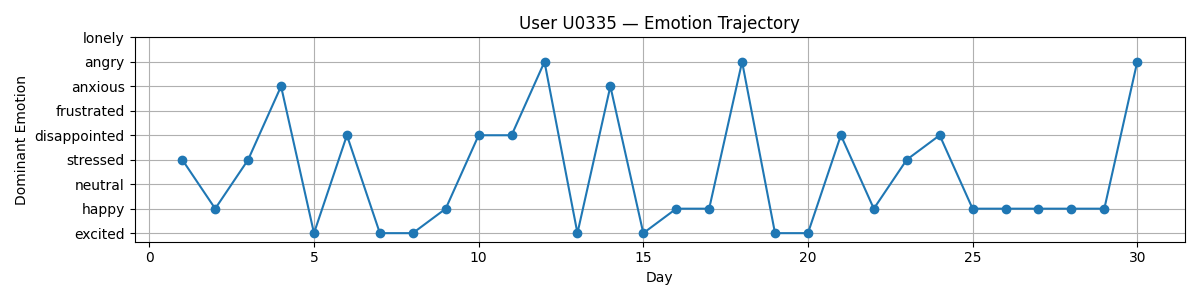 User U0335 — Emotion Trajectory
Dominant Emotion
lonely
angry
anxious
frustrated
disappointed
stressed
neutral
happy
excited
0 5 10 15 20 25 30
Day